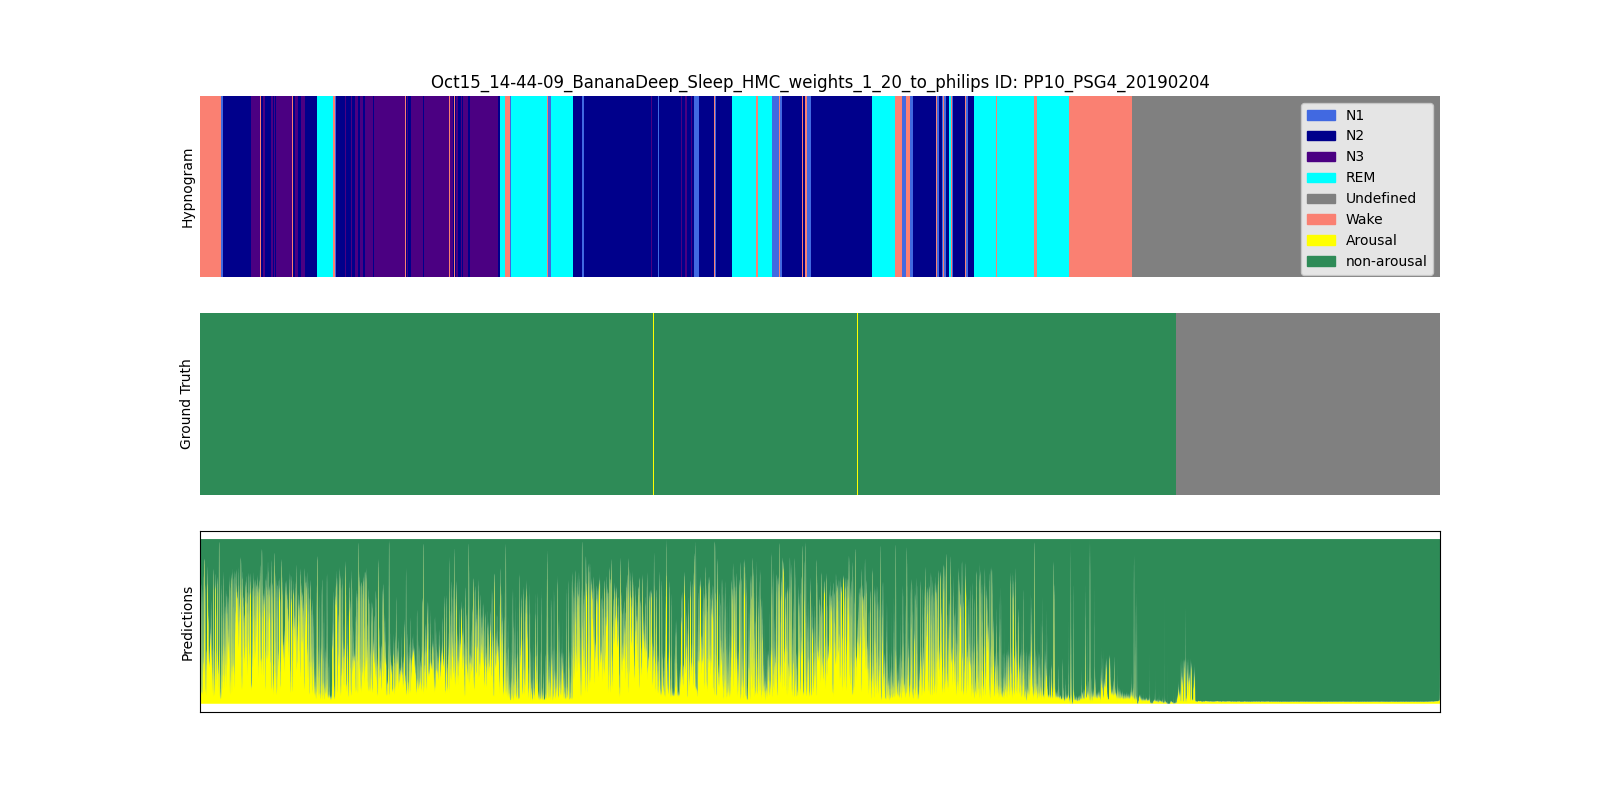 Oct15_14-44-09_BananaDeep_Sleep_HMC_weights_1_20_to_philips ID: PP10_PSG4_20190204
Hypnogram
N1
N2
N3
REM
Undefined
Wake
Arousal
non-arousal
Ground Truth
Predictions